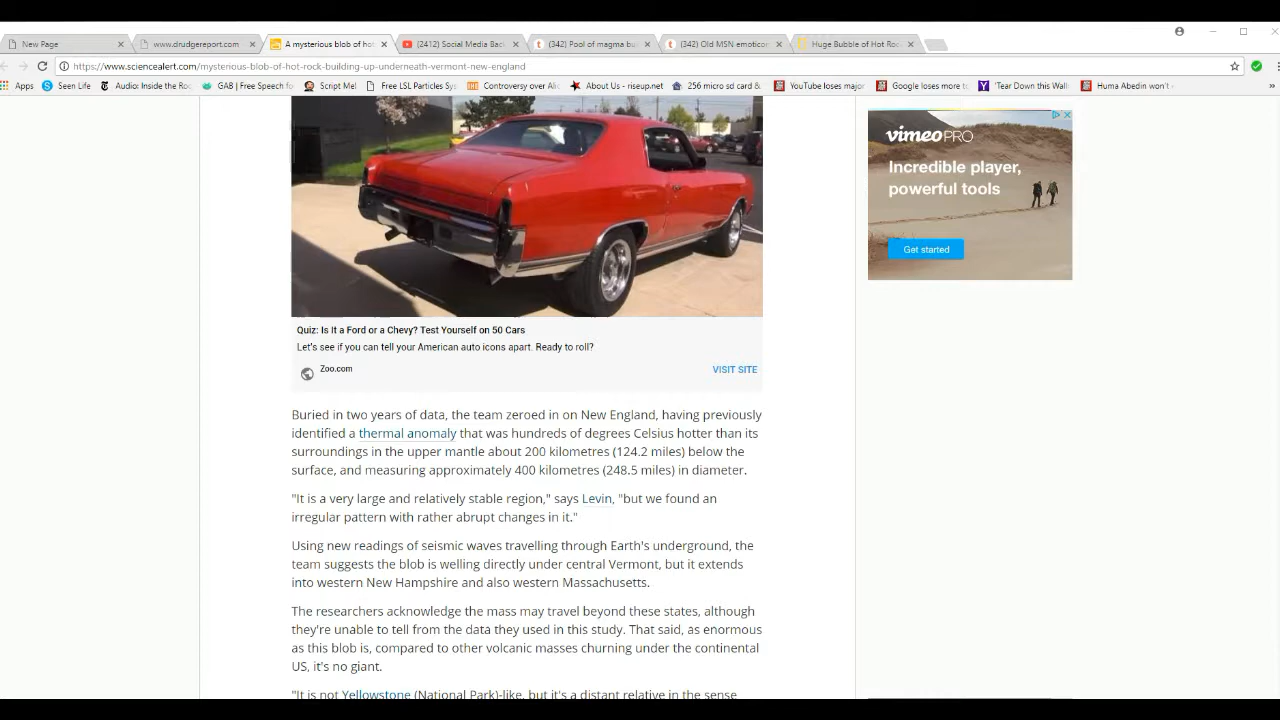 New Page
www.drudgereport.com
A mysterious blob of hot
(2412) Social Media Bac
(342) Pool of magma bu
(342) Old MSN emoticor
Huge Bubble of Hot Roc
https://www.sciencealert.com/mysterious-blob-of-hot-rock-building-up-underneath-vermont-new-england
Apps
Seen Life
Audio: Inside the Ro
GAB | Free Speech fo
Script Me!
Free LSL Particles Sy
Controversy over Ali
About Us - riseup.net
256 micro sd card &
YouTube loses major
Google loses more t
'Tear Down this Wall
Huma Abedin won't
»
vimeo PRO
Incredible player,
powerful tools
Get started
Quiz: Is It a Ford or a Chevy? Test Yourself on 50 Cars
Let's see if you can tell your American auto icons apart. Ready to roll?
Zoo.com
VISIT SITE
Buried in two years of data, the team zeroed in on New England, having previously
identified a thermal anomaly that was hundreds of degrees Celsius hotter than its
surroundings in the upper mantle about 200 kilometres (124.2 miles) below the
surface, and measuring approximately 400 kilometres (248.5 miles) in diameter.
"It is a very large and relatively stable region," says Levin, "but we found an
irregular pattern with rather abrupt changes in it."
Using new readings of seismic waves travelling through Earth's underground, the
team suggests the blob is welling directly under central Vermont, but it extends
into western New Hampshire and also western Massachusetts.
The researchers acknowledge the mass may travel beyond these states, although
they're unable to tell from the data they used in this study. That said, as enormous
as this blob is, compared to other volcanic masses churning under the continental
US, it's no giant.
"It is not Yellowstone (National Park)-like, but it's a distant relative in the sense